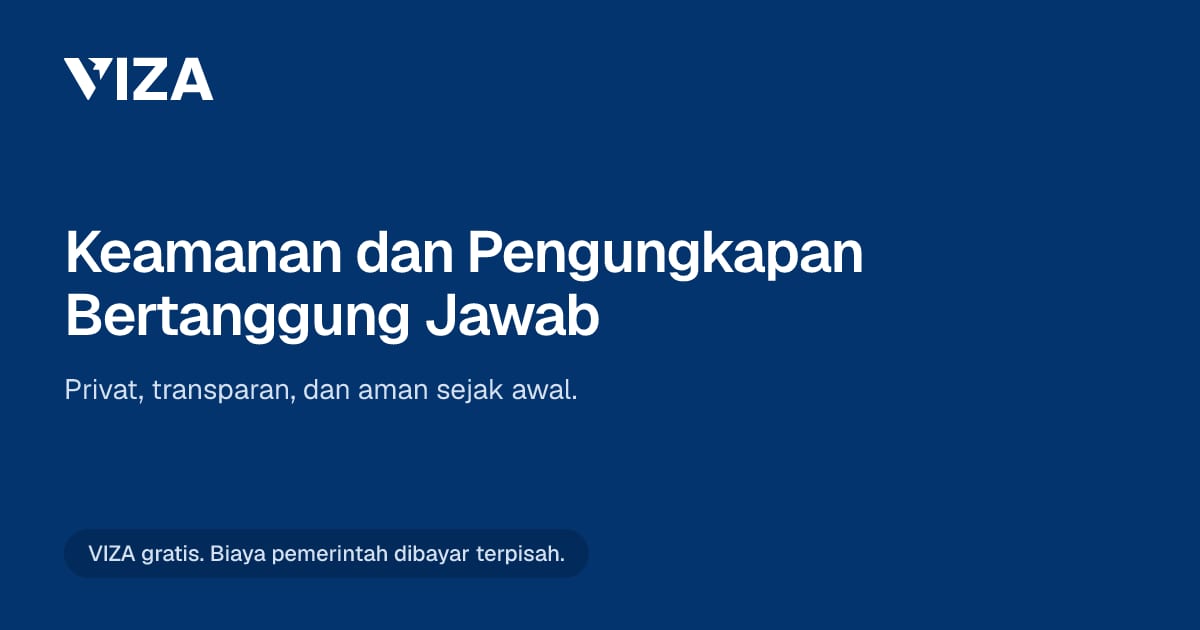 VIZA
Keamanan dan Pengungkapan
Bertanggung Jawab
Privat, transparan, dan aman sejak awal.
VIZA gratis. Biaya pemerintah dibayar terpisah.